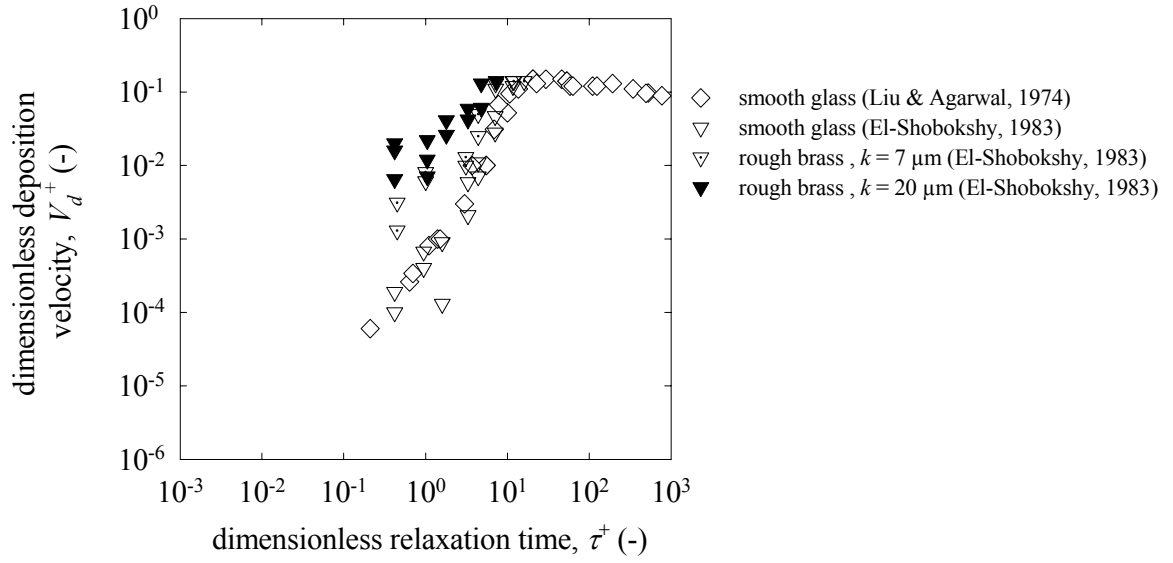 dimensionless deposition
velocity, V_d^+ (-)
10^0
10^-1
10^-2
10^-3
10^-4
10^-5
10^-6
10^-3 10^-2 10^-1 10^0 10^1 10^2 10^3
dimensionless relaxation time, τ^+ (-)
smooth glass (Liu & Agarwal, 1974)
smooth glass (El-Shobokshy, 1983)
rough brass , k = 7 μm (El-Shobokshy, 1983)
rough brass , k = 20 μm (El-Shobokshy, 1983)